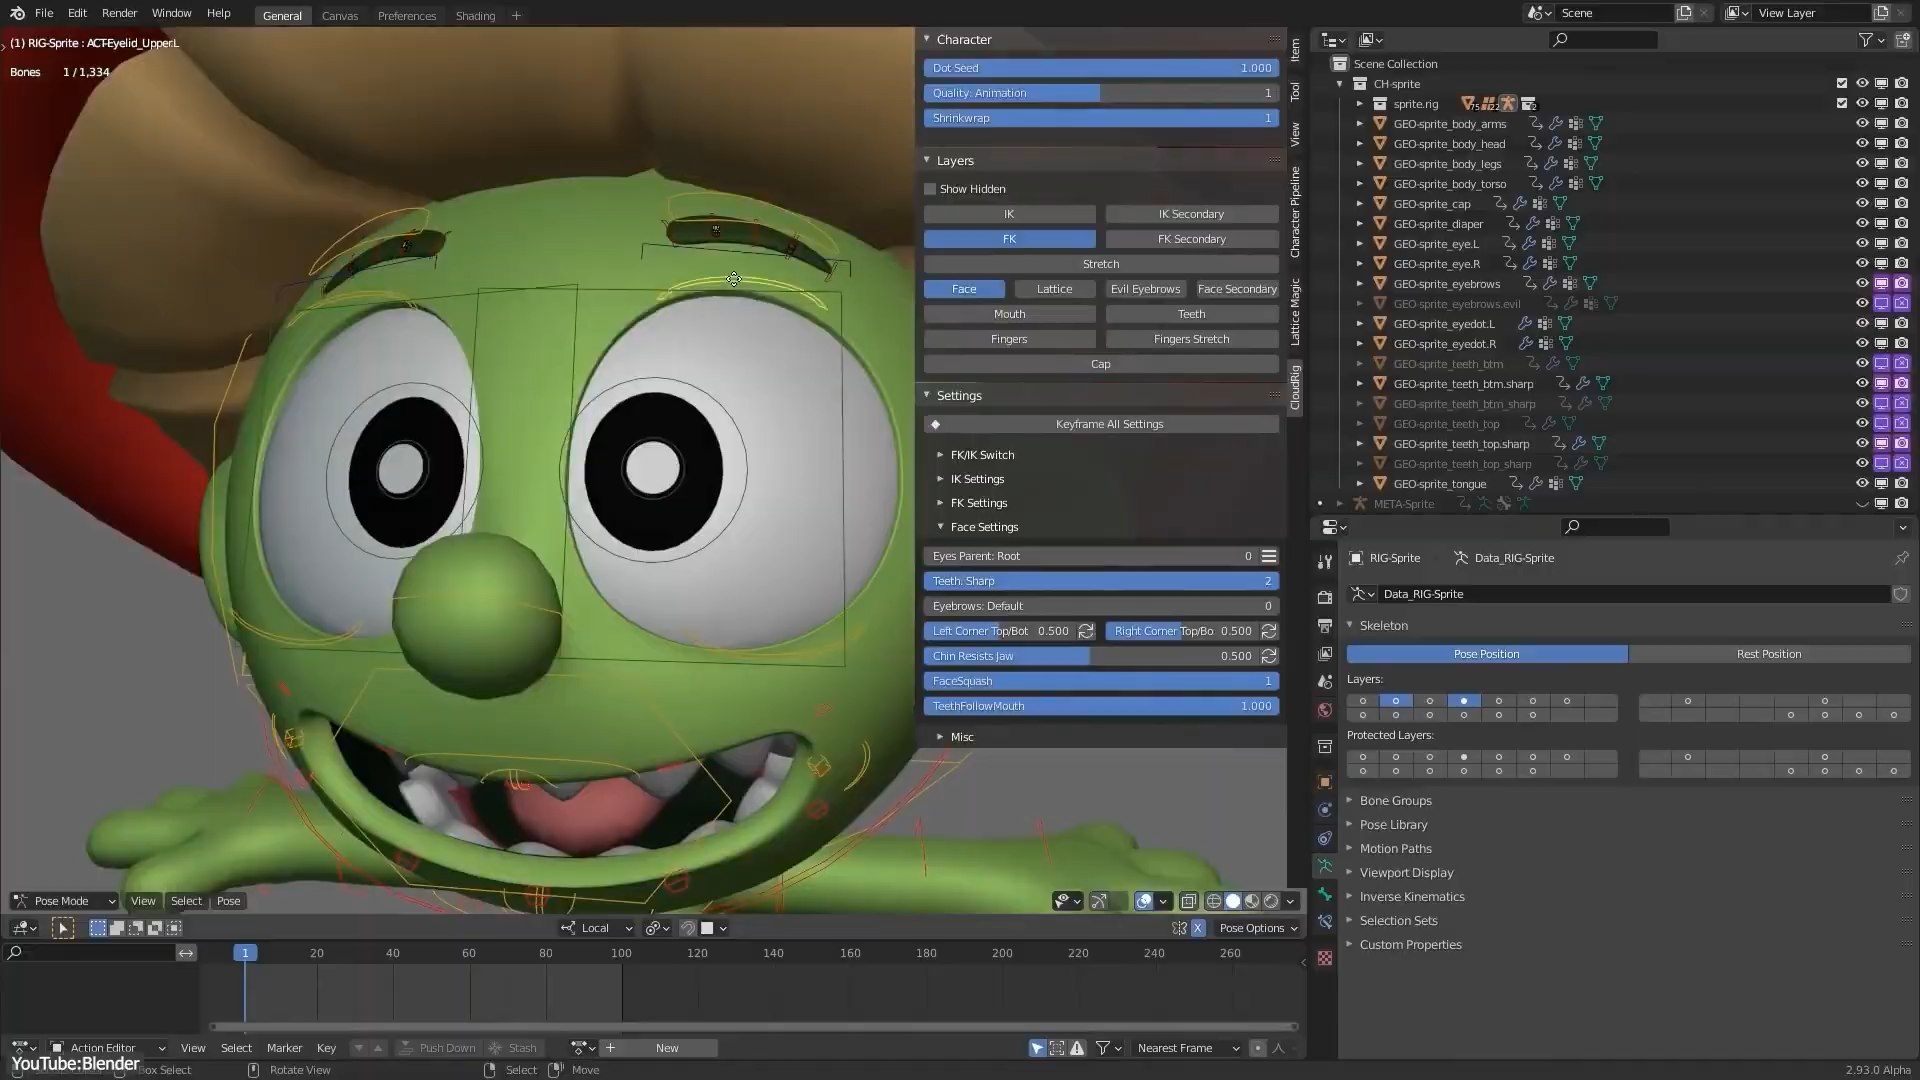 File Edit Render Window Help General Canvas Preferences Shading + Scene View Layer
(1) RIG-Sprite : ACT-Eyelid_Upper.L
Bones 1 / 1,334
Character
Dot Seed 1.000
Quality: Animation 1
Shrinkwrap 1
Layers
Show Hidden
IK IK Secondary
FK FK Secondary
Stretch
Face Lattice Evil Eyebrows Face Secondary
Mouth Teeth
Fingers Fingers Stretch
Cap
Settings
Keyframe All Settings
FK/IK Switch
IK Settings
FK Settings
Face Settings
Eyes Parent: Root 0
Teeth: Sharp 2
Eyebrows: Default 0
Left Corner Top/Bot 0.500 Right Corner Top/Bo 0.500
Chin Resists Jaw 0.500
FaceSquash 1
TeethFollowMouth 1.000
Misc
Item
Tool
View
Character Pipeline
Lattice Magic
CloudRig
Scene Collection
CH-sprite
sprite.rig 75 22 2
GEO-sprite_body_arms
GEO-sprite_body_head
GEO-sprite_body_legs
GEO-sprite_body_torso
GEO-sprite_cap
GEO-sprite_diaper
GEO-sprite_eye.L
GEO-sprite_eye.R
GEO-sprite_eyebrows
GEO-sprite_eyebrows.evil
GEO-sprite_eyedot.L
GEO-sprite_eyedot.R
GEO-sprite_teeth_btm
GEO-sprite_teeth_btm.sharp
GEO-sprite_teeth_btm_sharp
GEO-sprite_teeth_top
GEO-sprite_teeth_top.sharp
GEO-sprite_teeth_top_sharp
GEO-sprite_tongue
META-Sprite
RIG-Sprite Data_RIG-Sprite
Data_RIG-Sprite
Skeleton
Pose Position Rest Position
Layers:
Protected Layers:
Bone Groups
Pose Library
Motion Paths
Viewport Display
Inverse Kinematics
Selection Sets
Custom Properties
Pose Mode View Select Pose
Local X Pose Options
1 20 40 60 80 100 120 140 160 180 200 220 240 260
Action Editor View Select Marker Key Push Down Stash + New Nearest Frame
YouTube:Blender
Box Select Rotate View Select Move 2.93.0 Alpha